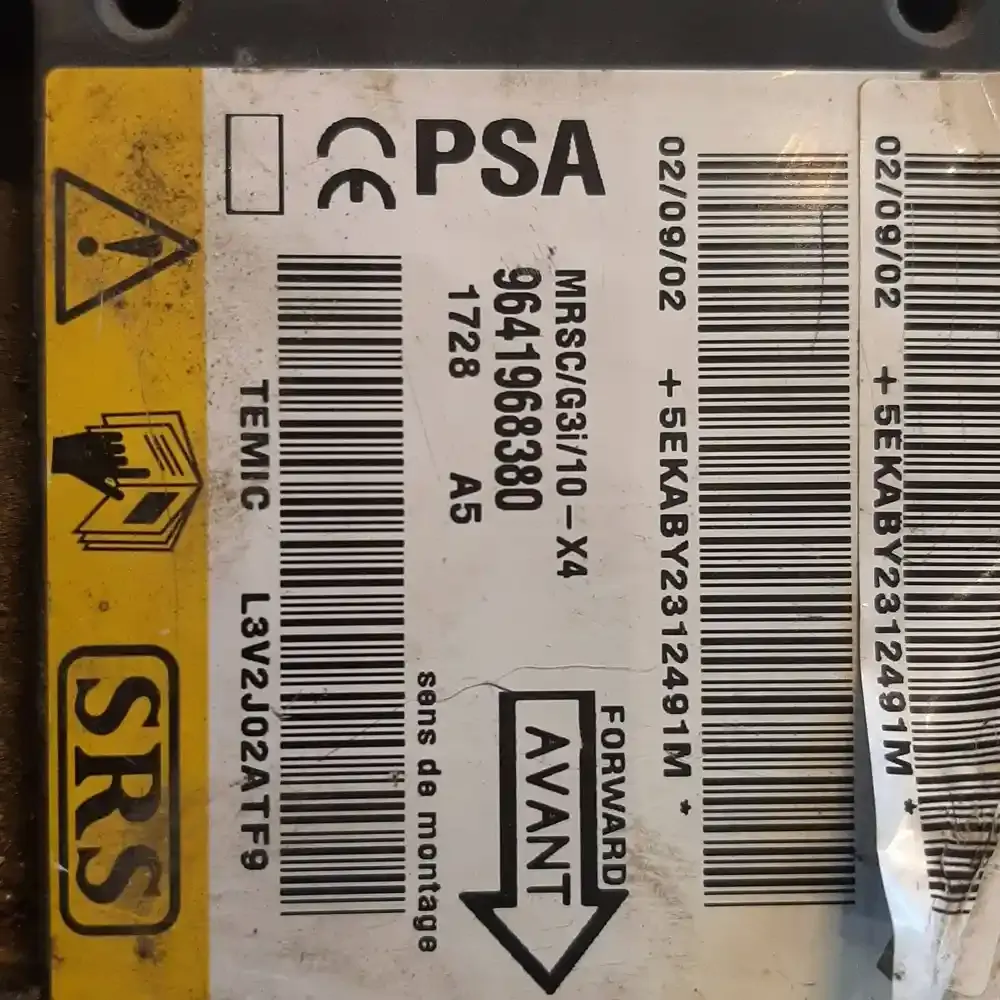 02/09/02 +5EKABY2312491M *
02/09/02 +5EKABY2312491M *
CE PSA
MRSC/G3i/10-X4
9641968380
1728 A5
FORWARD
AVANT
sens de montage
TEMIC L3V2J02ATF9
SRS